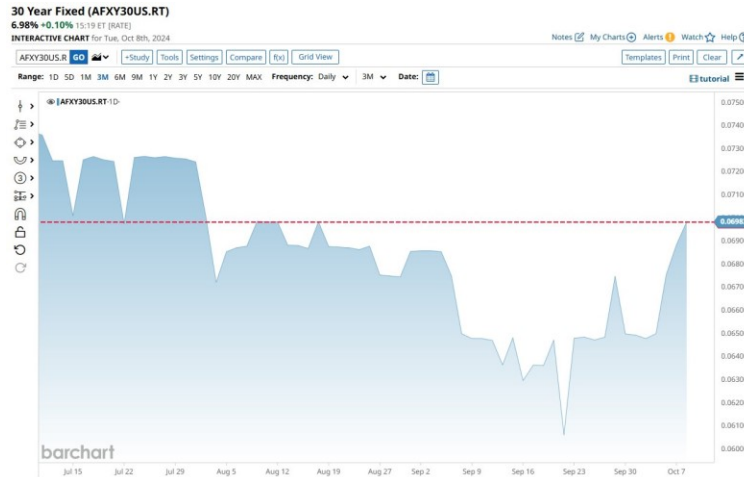 30 Year Fixed (AFXY30US.RT)
6.98% +0.10% 15:19 ET [RATE]
INTERACTIVE CHART for Tue, Oct 8th, 2024
Notes My Charts Alerts Watch Help
AFXY30US.R GO +Study Tools Settings Compare f(x) Grid View Templates Print Clear
Range: 1D 5D 1M 3M 6M 9M 1Y 2Y 3Y 5Y 10Y 20Y MAX Frequency: Daily 3M Date: tutorial
AFXY30US.RT·1D·
0.0750
0.0740
0.0730
0.0720
0.0710
0.0698
0.0690
0.0680
0.0670
0.0660
0.0650
0.0640
0.0630
0.0620
0.0610
0.0600
3
barchart
Jul 15 Jul 22 Jul 29 Aug 5 Aug 12 Aug 19 Aug 27 Sep 2 Sep 9 Sep 16 Sep 23 Sep 30 Oct 7